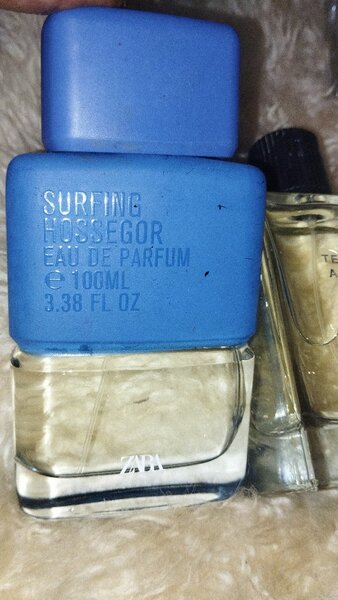 SURFING
HOSSEGOR
EAU DE PARFUM
℮ 100ML
3.38 FL OZ
ZARA